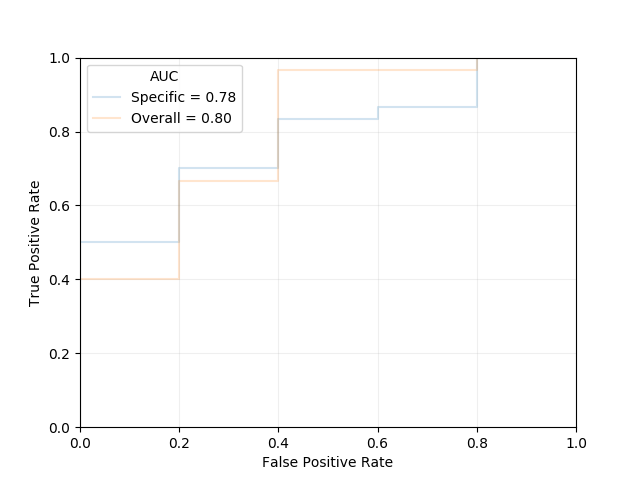 AUC
Specific = 0.78
Overall = 0.80
1.0
0.8
0.6
0.4
0.2
0.0
True Positive Rate
0.0 0.2 0.4 0.6 0.8 1.0
False Positive Rate